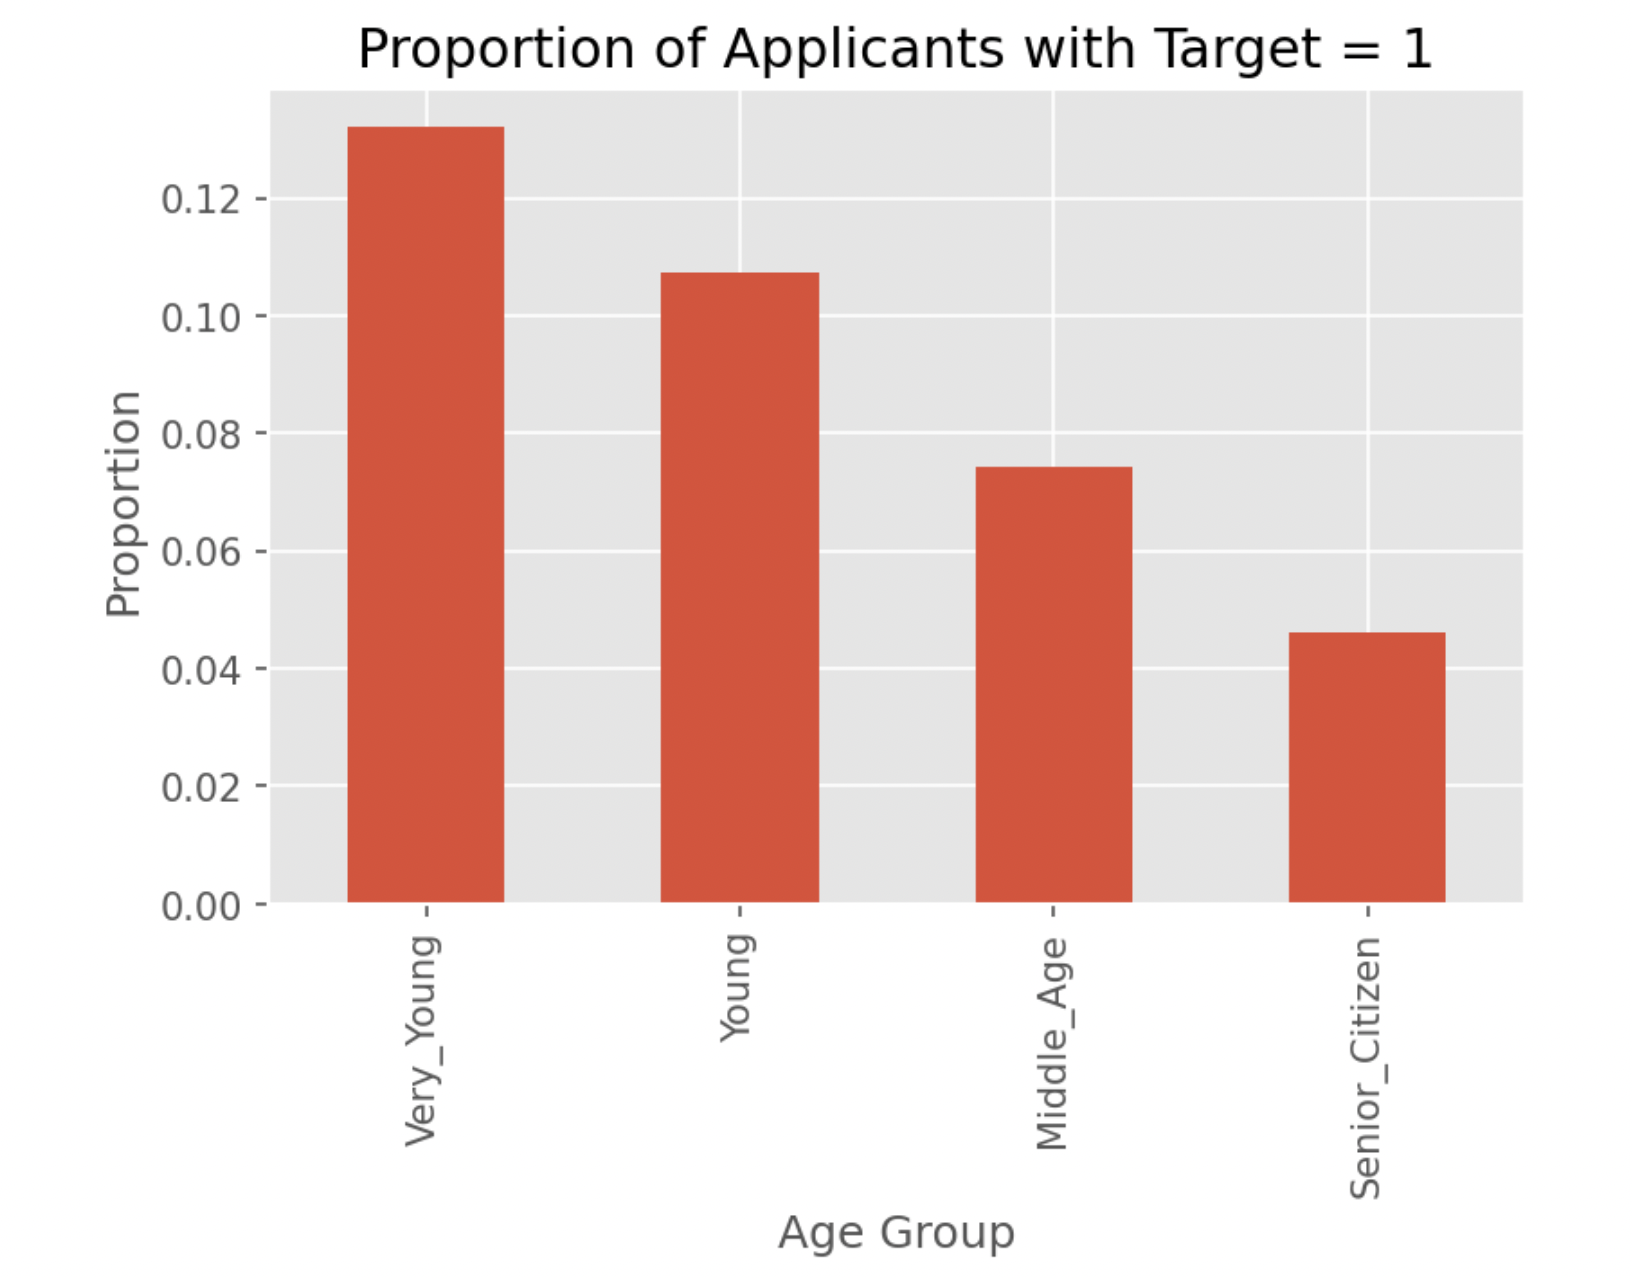 Proportion of Applicants with Target = 1
0.12
0.10
0.08
0.06
0.04
0.02
0.00
Proportion
Very_Young
Young
Middle_Age
Senior_Citizen
Age Group